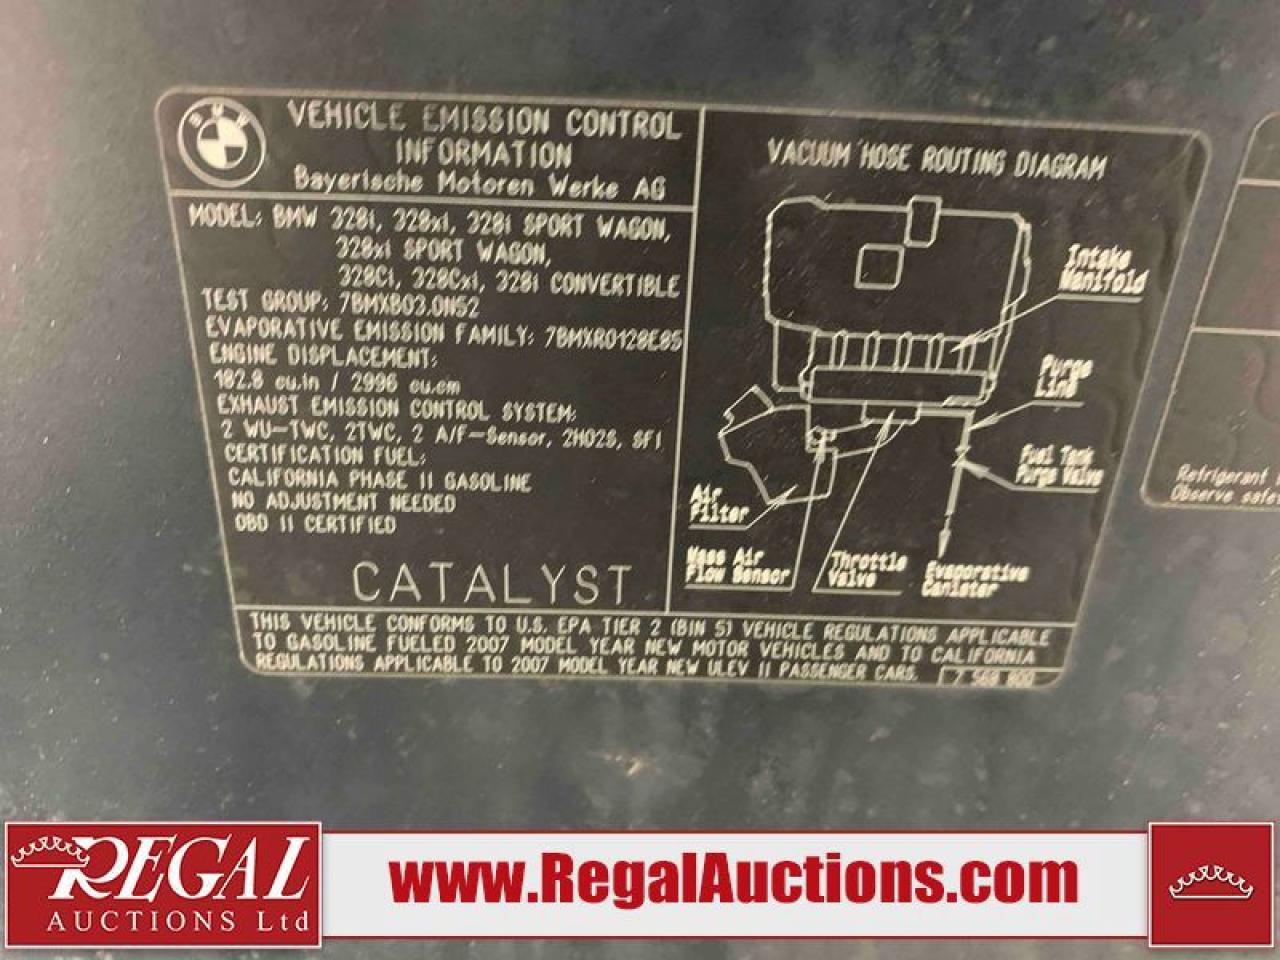 BMW
VEHICLE EMISSION CONTROL
INFORMATION
Bayerische Motoren Werke AG
MODEL: BMW 328i, 328xi, 328i SPORT WAGON,
328xi SPORT WAGON,
328Ci, 328Cxi, 328i CONVERTIBLE
TEST GROUP: 7BMXB03.0N52
EVAPORATIVE EMISSION FAMILY: 7BMXR0128E85
ENGINE DISPLACEMENT:
182.8 cu.in / 2996 cu.cm
EXHAUST EMISSION CONTROL SYSTEM:
2 WU-TWC, 2TWC, 2 A/F-Sensor, 2HO2S, SFI
CERTIFICATION FUEL:
CALIFORNIA PHASE II GASOLINE
NO ADJUSTMENT NEEDED
OBD II CERTIFIED
CATALYST
VACUUM HOSE ROUTING DIAGRAM
Intake
Manifold
Purge
Line
Fuel Tank
Purge Valve
Air
Filter
Mass Air
Flow Sensor
Throttle
Valve
Evaporative
Canister
THIS VEHICLE CONFORMS TO U.S. EPA TIER 2 (BIN 5) VEHICLE REGULATIONS APPLICABLE
TO GASOLINE FUELED 2007 MODEL YEAR NEW MOTOR VEHICLES AND TO CALIFORNIA
REGULATIONS APPLICABLE TO 2007 MODEL YEAR NEW ULEV II PASSENGER CARS.
7 568 800
Refrigerant
Observe safe
REGAL
AUCTIONS Ltd
www.RegalAuctions.com